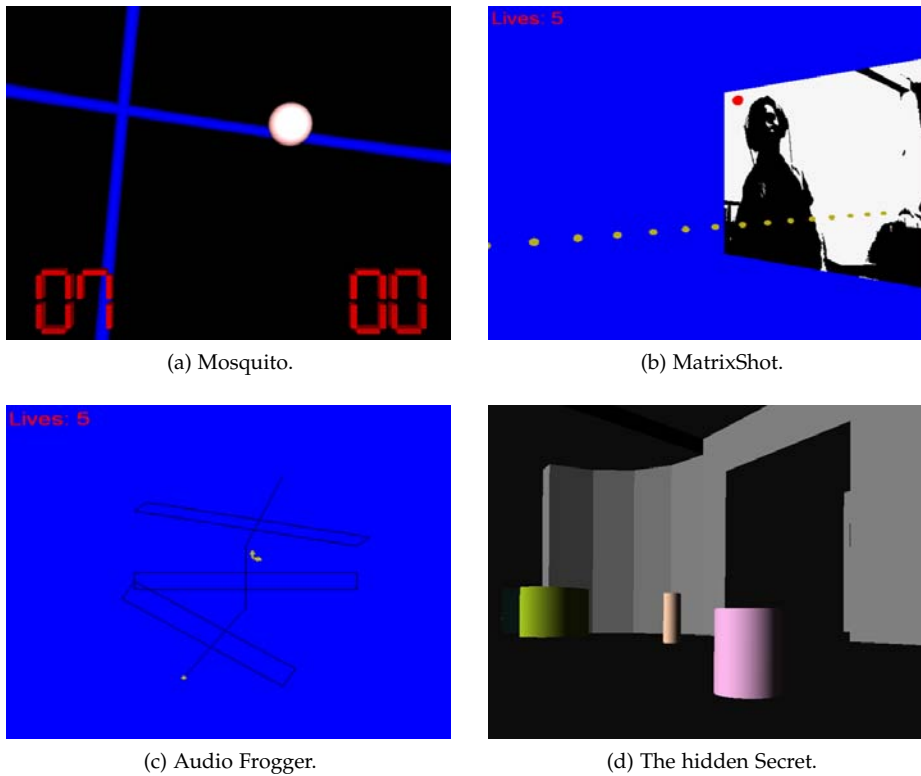 Lives: 5
07 00
(a) Mosquito.
(b) MatrixShot.
Lives: 5
(c) Audio Frogger.
(d) The hidden Secret.